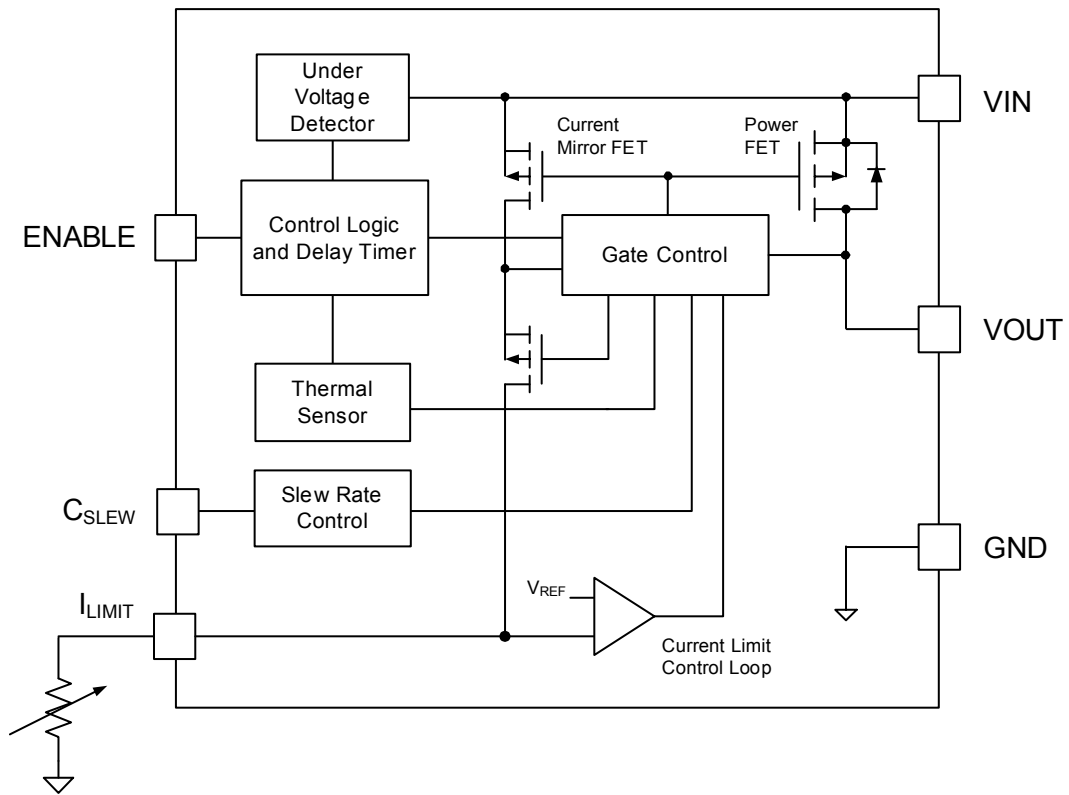 Under
Voltage
Detector
VIN
Current
Mirror FET
Power
FET
ENABLE
Control Logic
and Delay Timer
Gate Control
VOUT
Thermal
Sensor
CSLEW
Slew Rate
Control
GND
ILIMIT
VREF
Current Limit
Control Loop